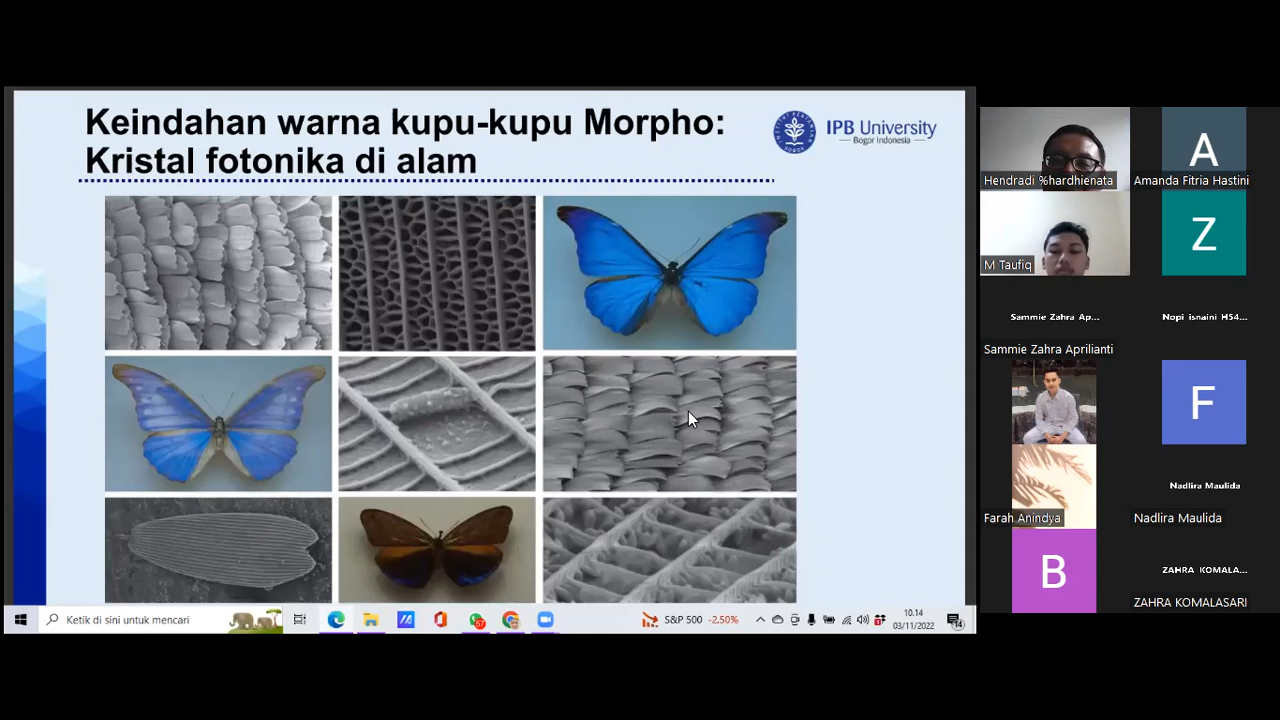 Keindahan warna kupu-kupu Morpho:
Kristal fotonika di alam
IPB University
Bogor Indonesia
Hendradi %hardhienata
A
Amanda Fitria Hastini
M Taufiq
Z
Sammie Zahra Ap...
Nopi isnaini H54...
Sammie Zahra Aprilianti
F
Farah Anindya
Nadlira Maulida
Nadlira Maulida
B
ZAHRA KOMALA...
ZAHRA KOMALASARI
Ketik di sini untuk mencari
57
S&P 500 -2,50%
10.14
03/11/2022
14